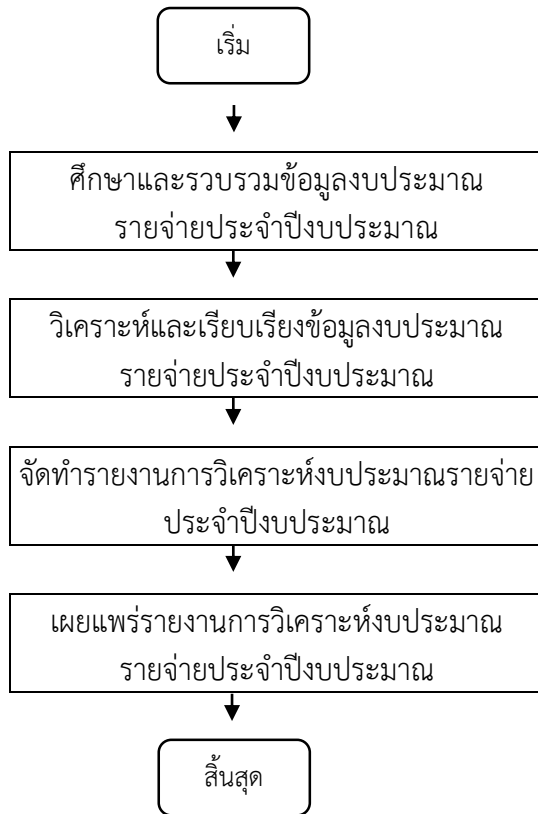 เริ่ม
ศึกษาและรวบรวมข้อมูลงบประมาณ
รายจ่ายประจำปีงบประมาณ
วิเคราะห์และเรียบเรียงข้อมูลงบประมาณ
รายจ่ายประจำปีงบประมาณ
จัดทำรายงานการวิเคราะห์งบประมาณรายจ่าย
ประจำปีงบประมาณ
เผยแพร่รายงานการวิเคราะห์งบประมาณ
รายจ่ายประจำปีงบประมาณ
สิ้นสุด